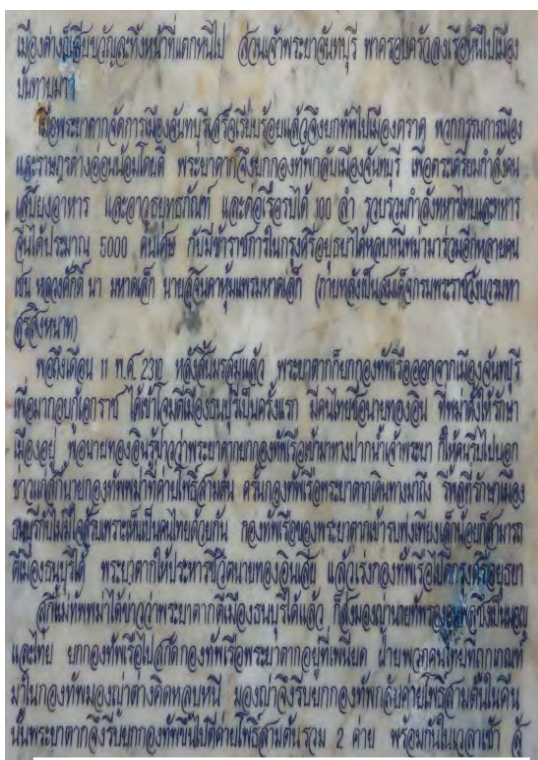 เมืองต่างก็เสียขวัญละทิ้งหน้าที่แตกหนีไป ส่วนเจ้าพระยาจันทบุรี พาครอบครัวลงเรือหนีไปเมือง
บันทายมาศ
เมื่อพระยาตากจัดการเมืองจันทบุรีเสร็จเรียบร้อยแล้วจึงยกทัพไปเมืองตราด พวกกรมการเมือง
และราษฎรต่างอ่อนน้อมโดยดี พระยาตากจึงยกกองทัพกลับเมืองจันทบุรี เพื่อตระเตรียมกำลังคน
เสบียงอาหาร และอาวุธยุทธภัณฑ์ และต่อเรือรบได้ 100 ลำ รวบรวมกำลังทหารไทยและทหาร
จีนได้ประมาณ 5000 คนเศษ กับมีข้าราชการในกรุงศรีอยุธยาได้หลบหนีพม่ามาร่วมอีกหลายคน
เช่น หลวงศักดิ์ นา มหาดเล็ก นายสุจินดาหุ้มแพรมหาดเล็ก (ภายหลังเป็นสมเด็จกรมพระราชวังบวรมหา
สุรสิงหนาท)
พอถึงเดือน 11 พ.ศ. 2310 หลังสิ้นมรสุมแล้ว พระยาตากก็ยกกองทัพเรือออกจากเมืองจันทบุรี
เพื่อมากอบกู้เอกราช ได้เข้าโจมตีเมืองธนบุรีเป็นครั้งแรก มีคนไทยชื่อนายทองอิน ที่พม่าตั้งให้รักษา
เมืองอยู่ พอนายทองอินรู้ข่าวว่าพระยาตากยกกองทัพเรือเข้ามาทางปากน้ำเจ้าพระยา ก็ให้คนรีบไปบอก
ข่าวแก่สุกี้นายกองทัพพม่าที่ค่ายโพธิ์สามต้น ครั้นกองทัพเรือพระยาตากเดินทางมาถึง รี้พลที่รักษาเมือง
ธนบุรีกับไม่มีใจสู้รบเพราะเห็นเป็นคนไทยด้วยกัน กองทัพเรือของพระยาตากเข้ารบพุ่งเพียงเล็กน้อยก็สามารถ
ตีเมืองธนบุรีได้ พระยาตากให้ประหารชีวิตนายทองอินเสีย แล้วเร่งกองทัพเรือไปตีกรุงศรีอยุธยา
สุกี้แม่ทัพพม่าได้ข่าวว่าพระยาตากตีเมืองธนบุรีได้แล้ว ก็ส่งมองญ่านายทัพรองคุมพลซึ่งเป็นมอญ
และไทย ยกกองทัพเรือไปสกัดกองทัพเรือพระยาตากอยู่ที่เพนียด ฝ่ายพวกคนไทยที่ถูกเกณฑ์
มาในกองทัพมองญ่าต่างคิดหลบหนี มองญ่าจึงรีบยกกองทัพกลับมาค่ายโพธิ์สามต้นในคืน
นั้นพระยาตากจึงรีบยกกองทัพขึ้นไปตีค่ายโพธิ์สามต้นรวม 2 ค่าย พร้อมกันในเวลาเช้า สู้